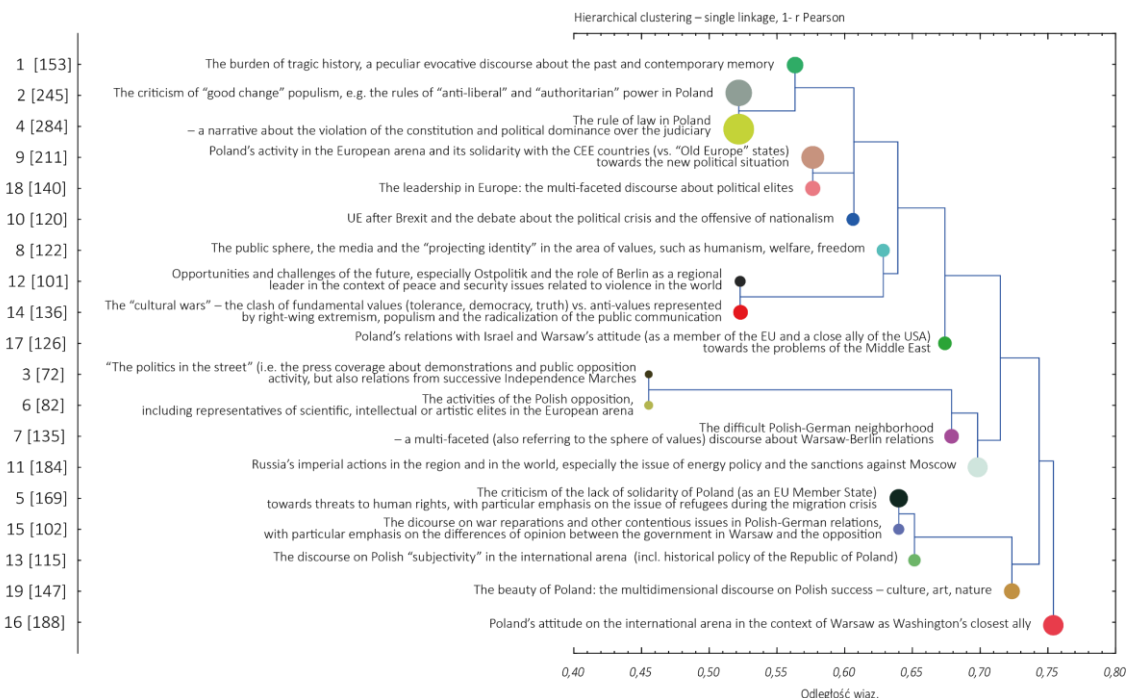 Hierarchical clustering – single linkage, 1- r Pearson
1 [153]
The burden of tragic history, a peculiar evocative discourse about the past and contemporary memory
2 [245]
The criticism of “good change” populism, e.g. the rules of “anti-liberal” and “authoritarian” power in Poland
4 [284]
The rule of law in Poland
– a narrative about the violation of the constitution and political dominance over the judiciary
9 [211]
Poland’s activity in the European arena and its solidarity with the CEE countries (vs. “Old Europe” states)
towards the new political situation
18 [140]
The leadership in Europe: the multi-faceted discourse about political elites
10 [120]
UE after Brexit and the debate about the political crisis and the offensive of nationalism
8 [122]
The public sphere, the media and the “projecting identity” in the area of values, such as humanism, welfare, freedom
12 [101]
Opportunities and challenges of the future, especially Ostpolitik and the role of Berlin as a regional
leader in the context of peace and security issues related to violence in the world
14 [136]
The “cultural wars” – the clash of fundamental values (tolerance, democracy, truth) vs. anti-values represented
by right-wing extremism, populism and the radicalization of the public communication
17 [126]
Poland’s relations with Israel and Warsaw’s attitude (as a member of the EU and a close ally of the USA)
towards the problems of the Middle East
3 [72]
“The politics in the street” (i.e. the press coverage about demonstrations and public opposition
activity, but also relations from successive Independence Marches
6 [82]
The activities of the Polish opposition,
including representatives of scientific, intellectual or artistic elites in the European arena
7 [135]
The difficult Polish-German neighborhood
– a multi-faceted (also referring to the sphere of values) discourse about Warsaw-Berlin relations
11 [184]
Russia’s imperial actions in the region and in the world, especially the issue of energy policy and the sanctions against Moscow
5 [169]
The criticism of the lack of solidarity of Poland (as an EU Member State)
towards threats to human rights, with particular emphasis on the issue of refugees during the migration crisis
15 [102]
The dicourse on war reparations and other contentious issues in Polish-German relations,
with particular emphasis on the differences of opinion between the government in Warsaw and the opposition
13 [115]
The discourse on Polish “subjectivity” in the international arena (incl. historical policy of the Republic of Poland)
19 [147]
The beauty of Poland: the multidimensional discourse on Polish success – culture, art, nature
16 [188]
Poland’s attitude on the international arena in the context of Warsaw as Washington’s closest ally
0,40 0,45 0,50 0,55 0,60 0,65 0,70 0,75 0,80
Odległość wiąz.